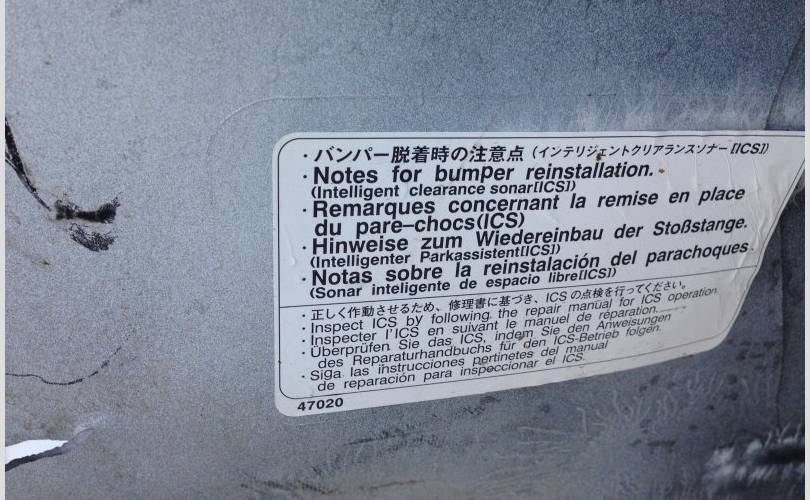 ・バンパー脱着時の注意点 (インテリジェントクリアランスソナー[ICS])
・Notes for bumper reinstallation.
(Intelligent clearance sonar[ICS])
・Remarques concernant la remise en place
du pare-chocs(ICS)
・Hinweise zum Wiedereinbau der Stoßstange.
(Intelligenter Parkassistent[ICS])
・Notas sobre la reinstalación del parachoques.
(Sonar inteligente de espacio libre[ICS])
・正しく作動させるため、修理書に基づき、ICS の点検を行ってください。
・Inspect ICS by following the repair manual for ICS operation.
・Inspecter l'ICS en suivant le manuel de réparation.
・Überprüfen Sie das ICS, indem Sie den Anweisungen
des Reparaturhandbuchs für den ICS-Betrieb folgen.
・Siga las instrucciones pertinetes del manual
de reparación para inspeccionar el ICS.
47020